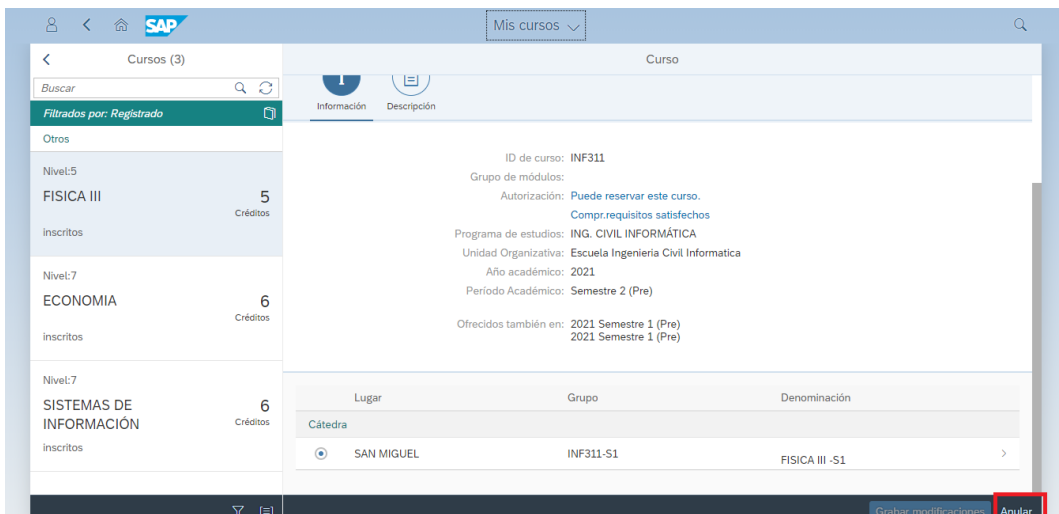 SAP
Mis cursos
Cursos (3)
Buscar
Filtrados por: Registrado
Otros
Nivel:5
FISICA III
5
Créditos
inscritos
Nivel:7
ECONOMIA
6
Créditos
inscritos
Nivel:7
SISTEMAS DE
INFORMACIÓN
6
Créditos
inscritos
Curso
Información
Descripción
ID de curso: INF311
Grupo de módulos:
Autorización: Puede reservar este curso.
Compr.requisitos satisfechos
Programa de estudios: ING. CIVIL INFORMÁTICA
Unidad Organizativa: Escuela Ingenieria Civil Informatica
Año académico: 2021
Período Académico: Semestre 2 (Pre)
Ofrecidos también en: 2021 Semestre 1 (Pre)
2021 Semestre 1 (Pre)
Lugar Grupo Denominación
Cátedra
SAN MIGUEL INF311-S1 FISICA III -S1
Grabar modificaciones Anular